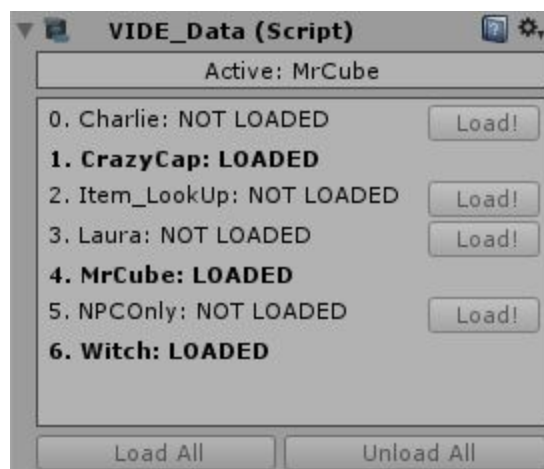 VIDE_Data (Script)
Active: MrCube
0. Charlie: NOT LOADED Load!
1. CrazyCap: LOADED
2. Item_LookUp: NOT LOADED Load!
3. Laura: NOT LOADED Load!
4. MrCube: LOADED
5. NPCOnly: NOT LOADED Load!
6. Witch: LOADED
Load All Unload All